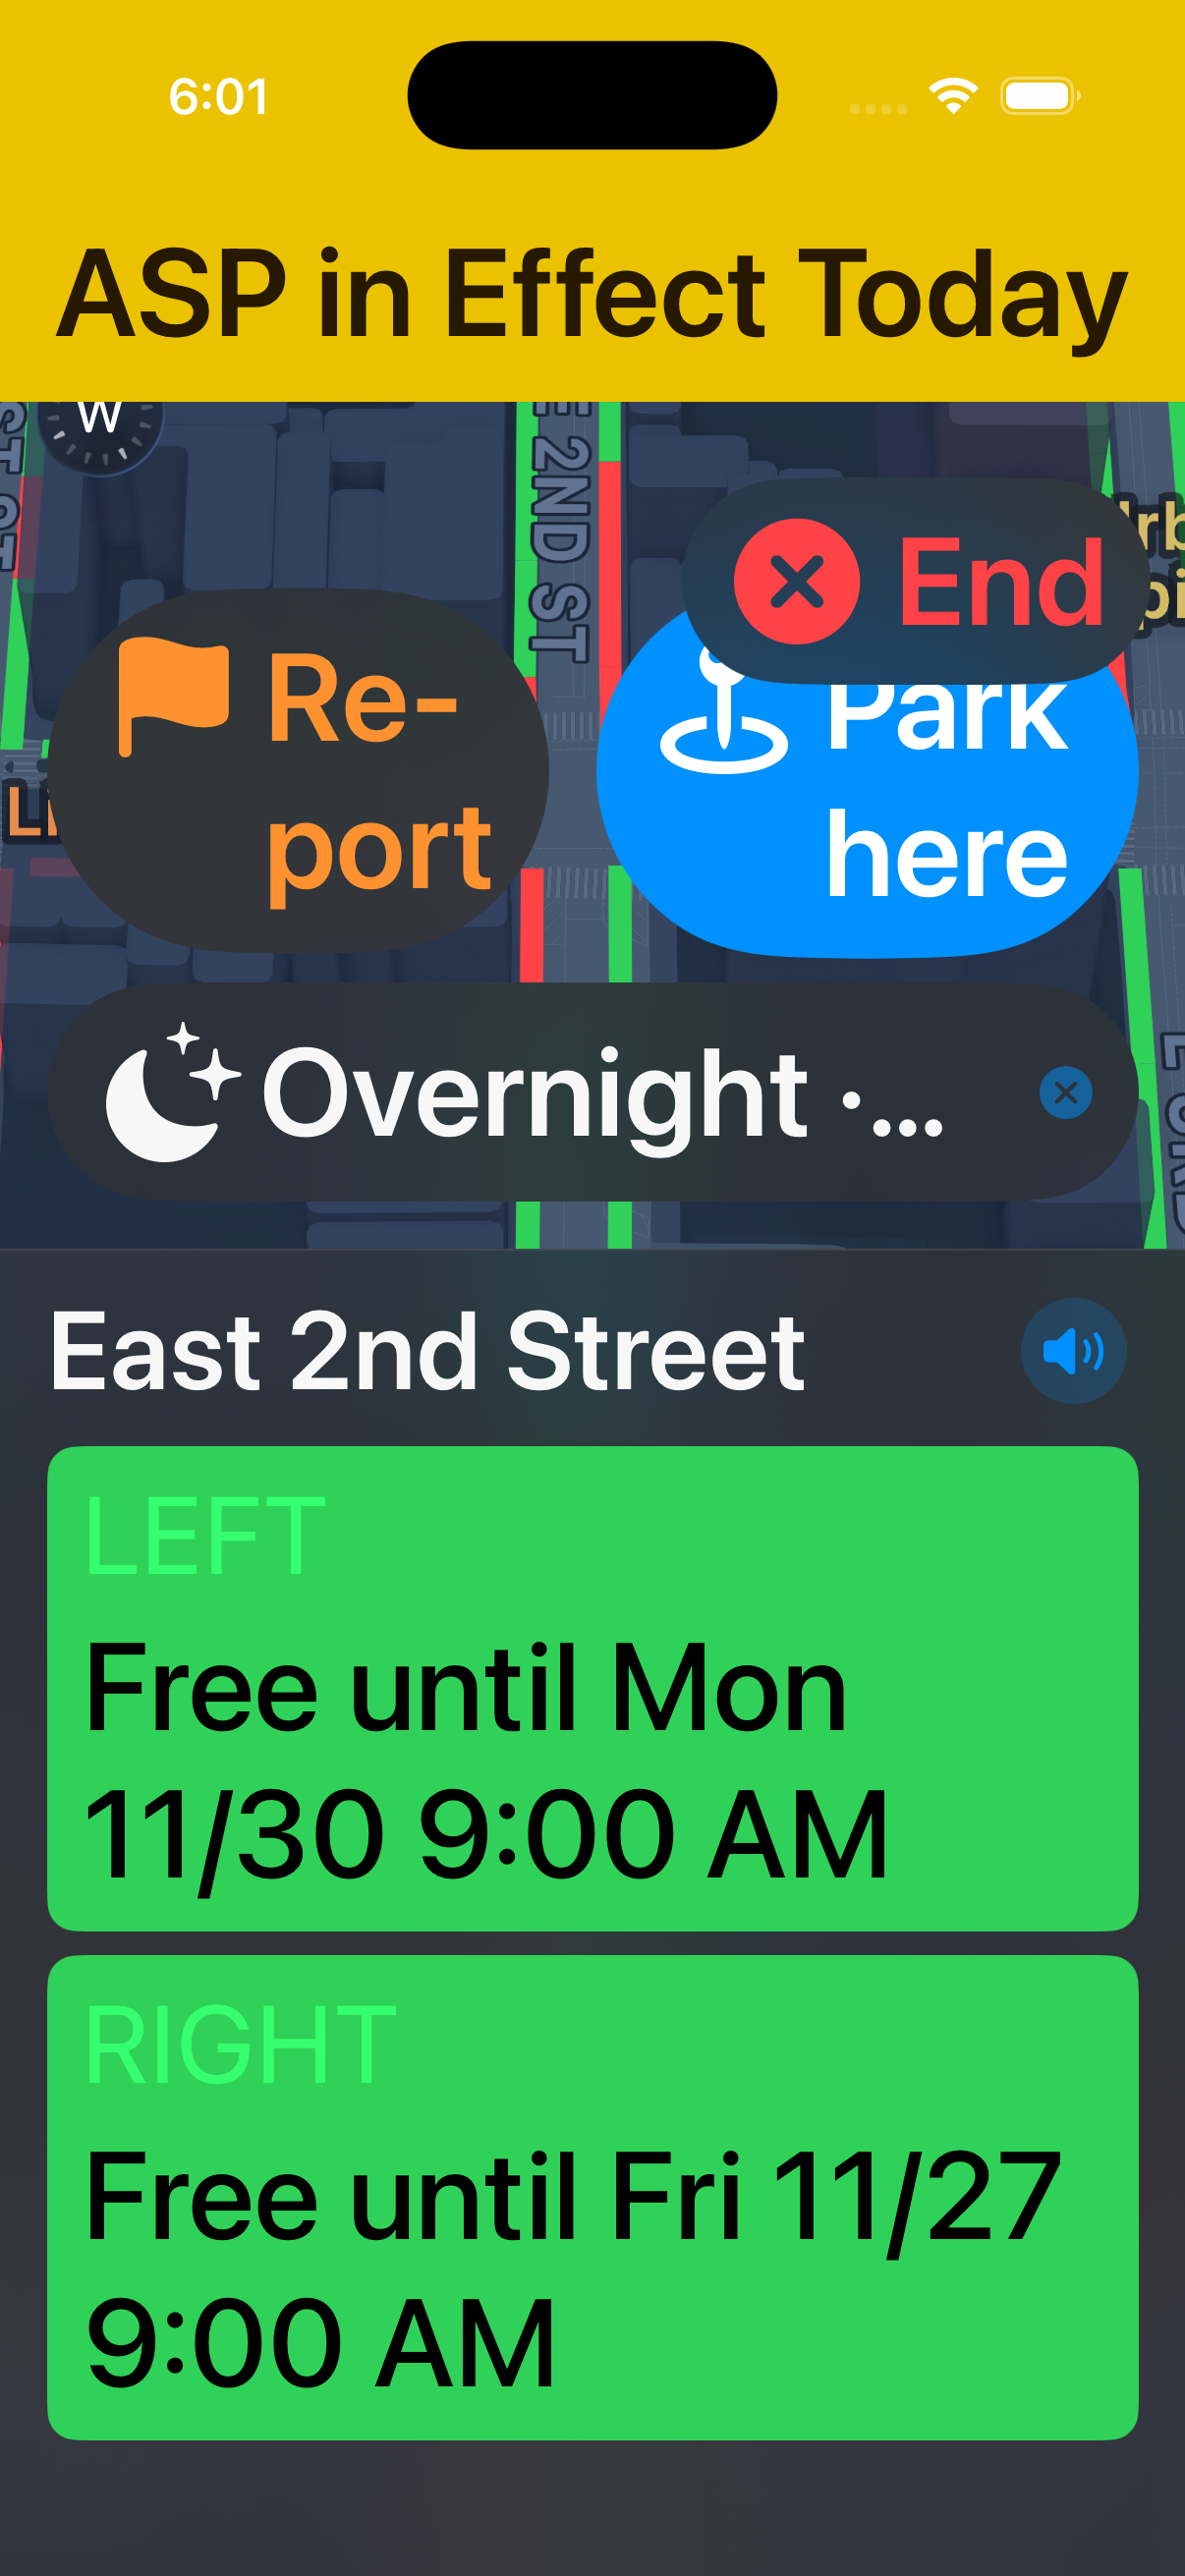 6:01
ASP in Effect Today
W
E 2ND ST
End
Re-
port
Park
here
Overnight ·...
East 2nd Street
LEFT
Free until Mon
11/30 9:00 AM
RIGHT
Free until Fri 11/27
9:00 AM